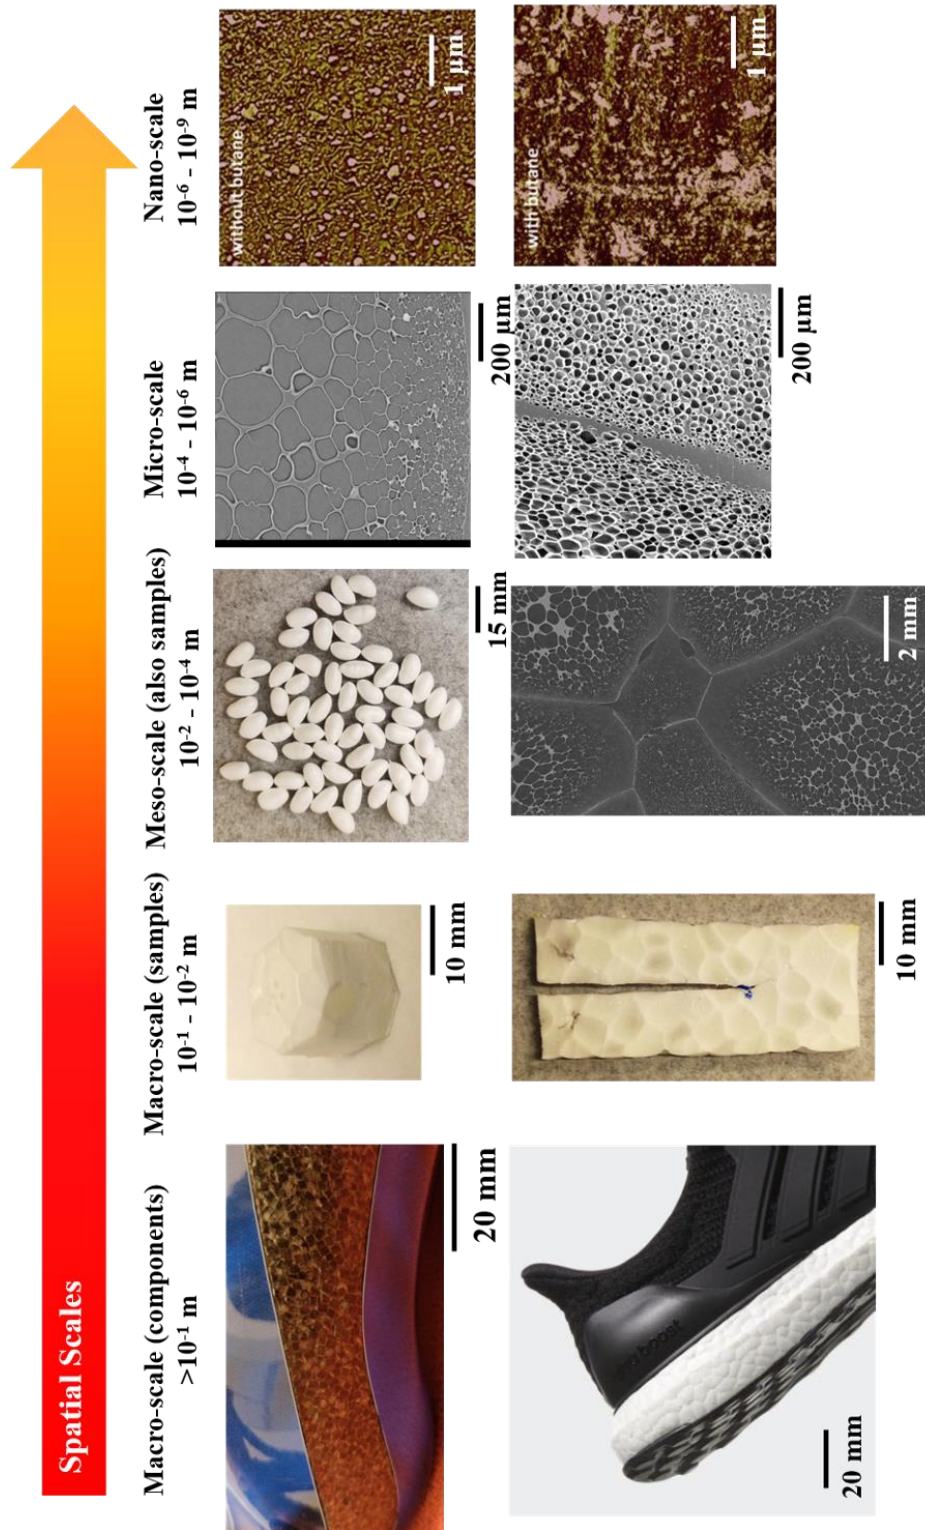 Spatial Scales
Macro-scale (components)
>10⁻¹ m
Macro-scale (samples)
10⁻¹ - 10⁻² m
Meso-scale (also samples)
10⁻² - 10⁻⁴ m
Micro-scale
10⁻⁴ - 10⁻⁶ m
Nano-scale
10⁻⁶ - 10⁻⁹ m
20 mm
10 mm
15 mm
200 µm
without butane
1 µm
20 mm
10 mm
2 mm
200 µm
with butane
1 µm